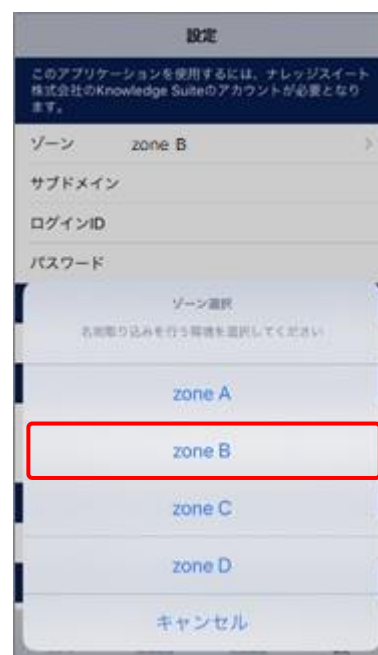 設定
このアプリケーションを使用するには、ナレッジスイート
株式会社のKnowledge Suiteのアカウントが必要となり
ます。
ゾーン zone B
サブドメイン
ログインID
パスワード
ゾーン選択
名刺取り込みを行う環境を選択してください
zone A
zone B
zone C
zone D
キャンセル